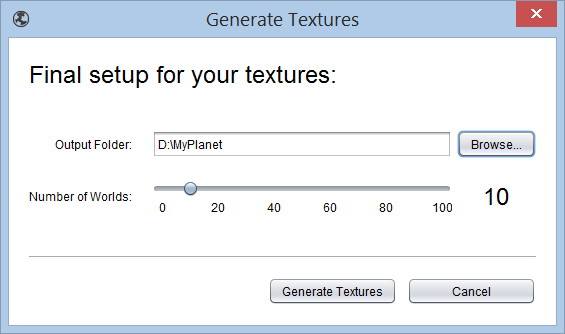 Generate Textures
Final setup for your textures:
Output Folder: D:\MyPlanet Browse...
Number of Worlds: 10
0 20 40 60 80 100
Generate Textures Cancel